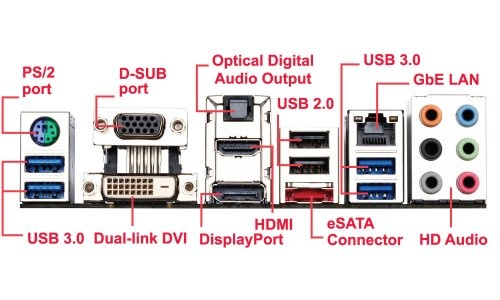 PS/2
port
D-SUB
port
Optical Digital
Audio Output
USB 2.0
USB 3.0
GbE LAN
USB 3.0
Dual-link DVI
HDMI
DisplayPort
eSATA
Connector
HD Audio